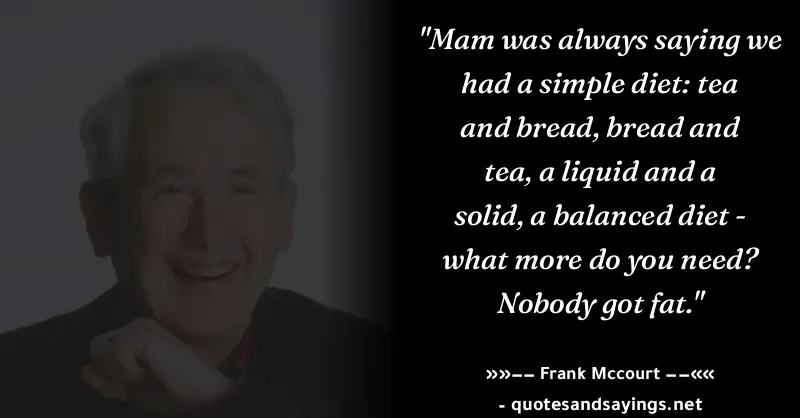 "Mam was always saying we
had a simple diet: tea
and bread, bread and
tea, a liquid and a
solid, a balanced diet -
what more do you need?
Nobody got fat."
»»–– Frank Mccourt ––««
- quotesandsayings.net